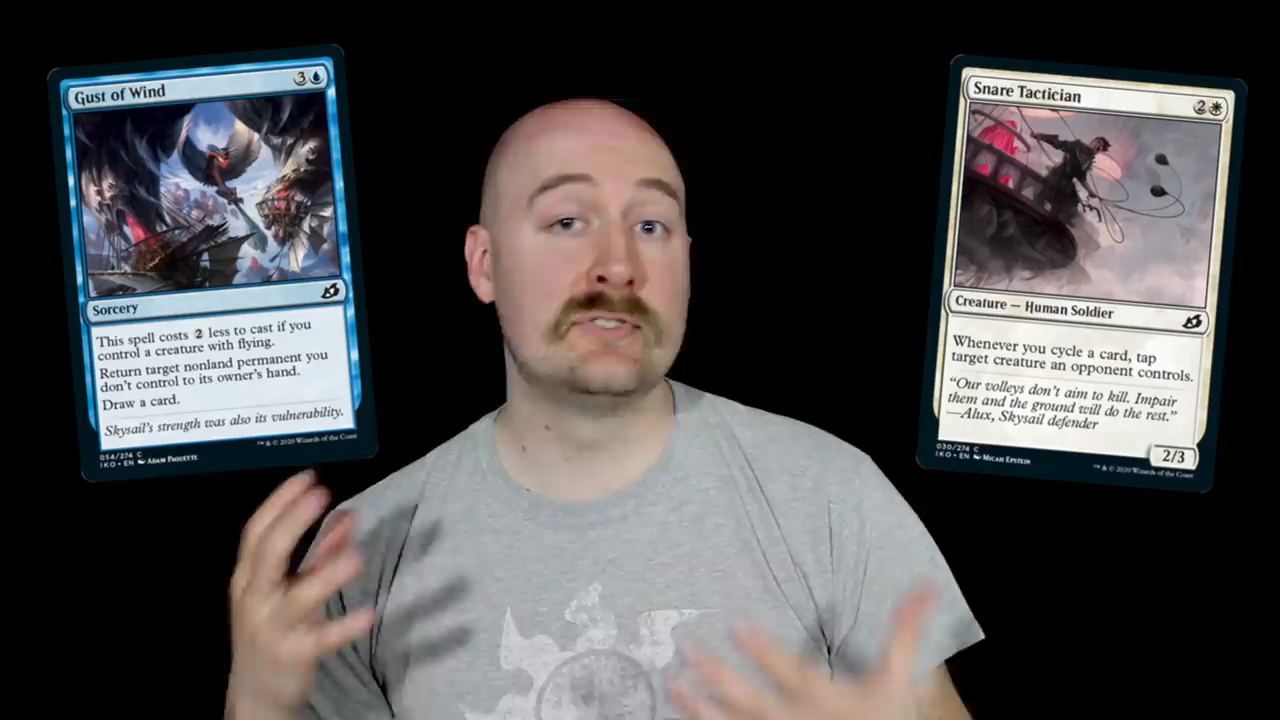 Gust of Wind
3
Sorcery
This spell costs 2 less to cast if you
control a creature with flying.
Return target nonland permanent you
don't control to its owner's hand.
Draw a card.
Skysail's strength was also its vulnerability.
054/274 C
IKO • EN ADAM PAQUETTE
™ & © 2020 Wizards of the Coast
Snare Tactician
2
Creature — Human Soldier
Whenever you cycle a card, tap
target creature an opponent controls.
"Our volleys don't aim to kill. Impair
them and the ground will do the rest."
—Alux, Skysail defender
2/3
030/274 C
IKO • EN MICAH EPSTEIN
™ & © 2020 Wizards of the Coast